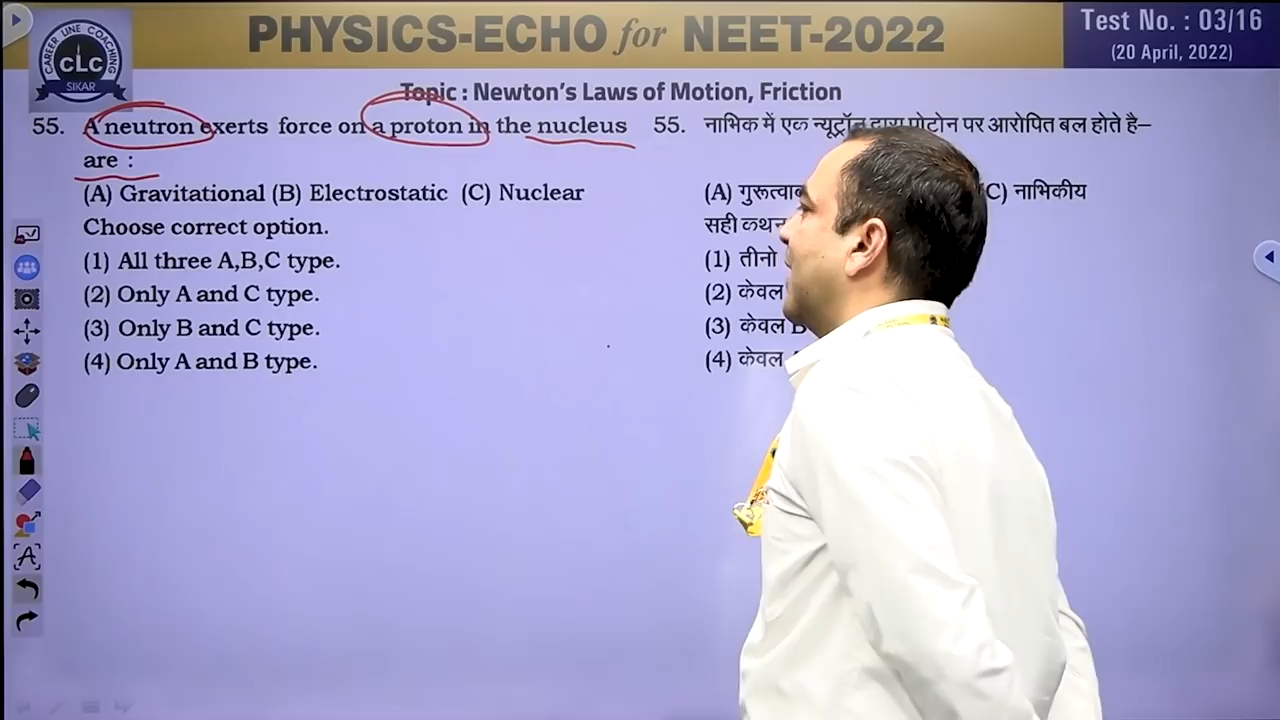 PHYSICS-ECHO for NEET-2022
Test No. : 03/16
(20 April, 2022)
CAREER LINE COACHING
CLC
SIKAR
Topic : Newton's Laws of Motion, Friction
55. A neutron exerts force on a proton in the nucleus
are :
(A) Gravitational (B) Electrostatic (C) Nuclear
Choose correct option.
(1) All three A,B,C type.
(2) Only A and C type.
(3) Only B and C type.
(4) Only A and B type.
55. नाभिक में एक न्यूट्रॉन द्वारा प्रोटोन पर आरोपित बल होते है–
(A) (C) नाभिकीय
सही कथन
(1) तीनो
(2) केवल
(3) केवल B
(4) केवल